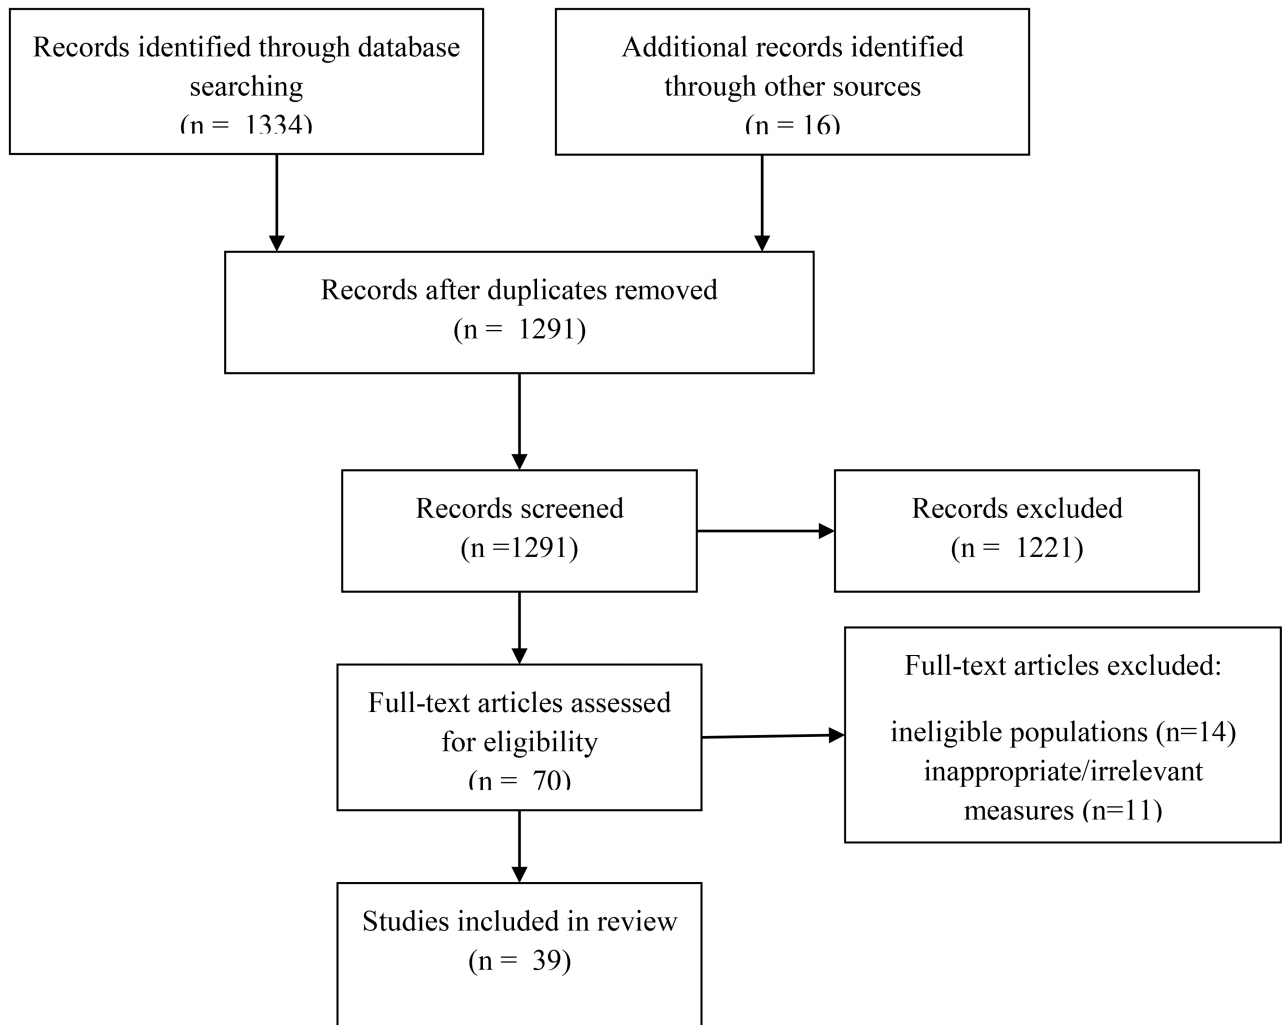 Records identified through database
searching
(n = 1334)
Additional records identified
through other sources
(n = 16)
Records after duplicates removed
(n = 1291)
Records screened
(n =1291)
Records excluded
(n = 1221)
Full-text articles assessed
for eligibility
(n = 70)
Full-text articles excluded:
ineligible populations (n=14)
inappropriate/irrelevant
measures (n=11)
Studies included in review
(n = 39)